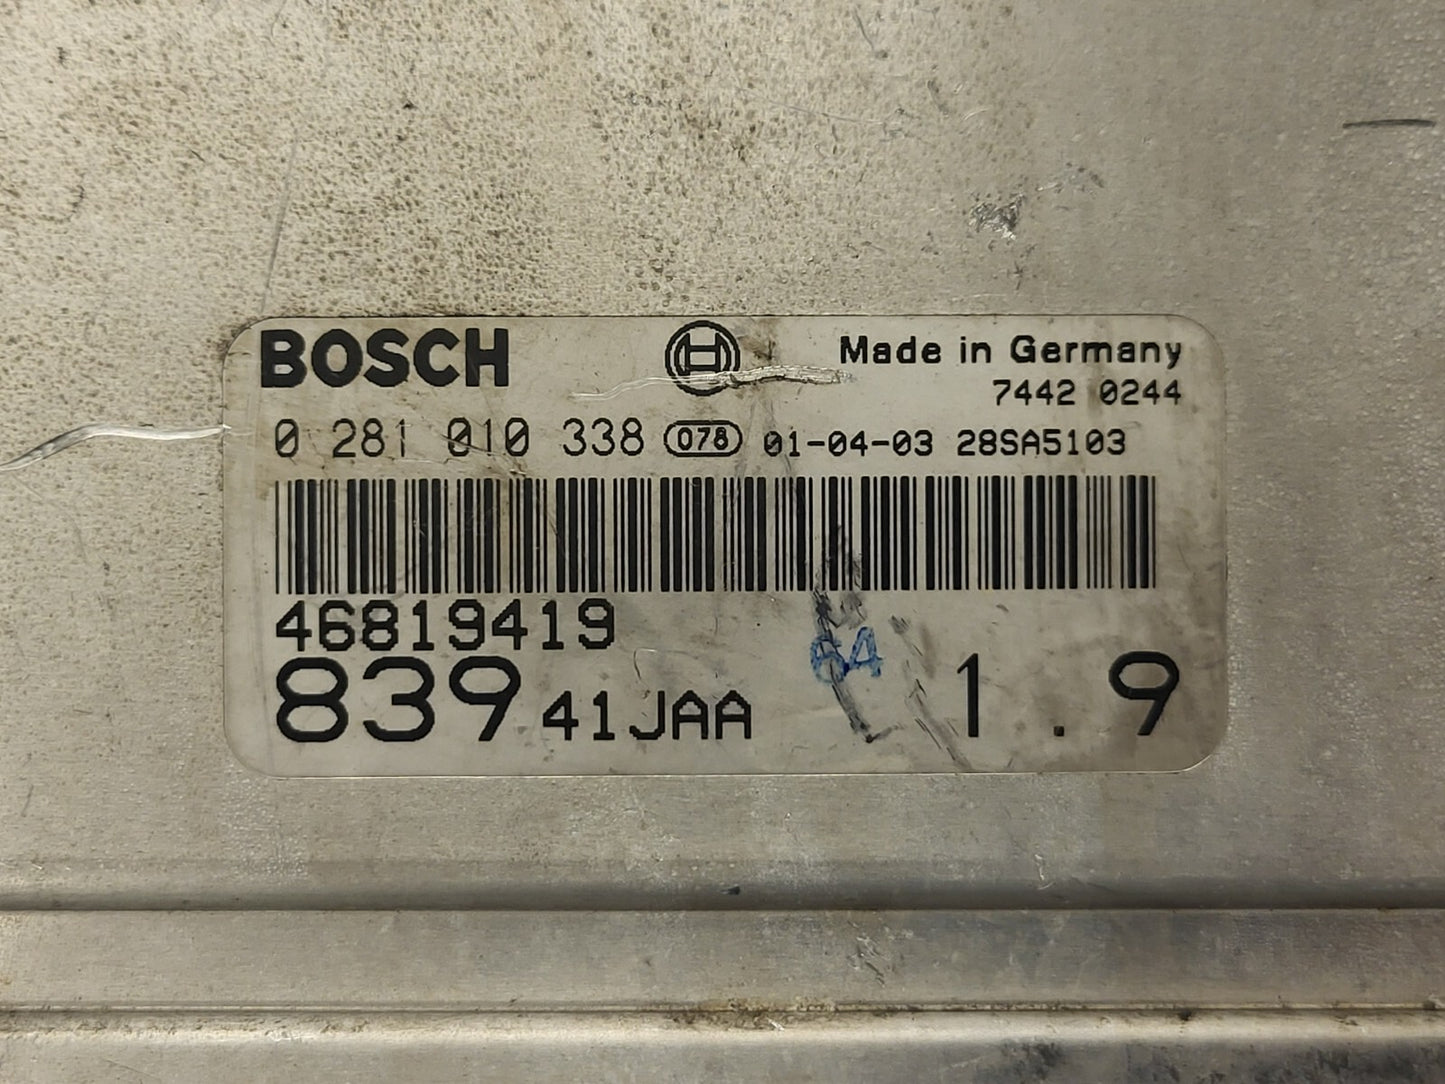 BOSCH
Made in Germany
7442 0244
0 281 010 338 078 01-04-03 28SA5103
46819419
64
839 41JAA 1.9